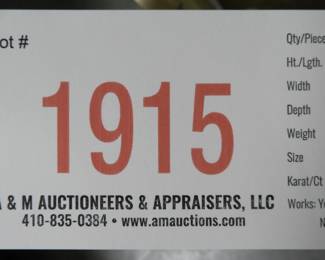 ot #
1915
A & M AUCTIONEERS & APPRAISERS, LLC
410-835-0384 • www.amauctions.com
Qty/Piece
Ht./Lgth.
Width
Depth
Weight
Size
Karat/Ct
Works: Y
N